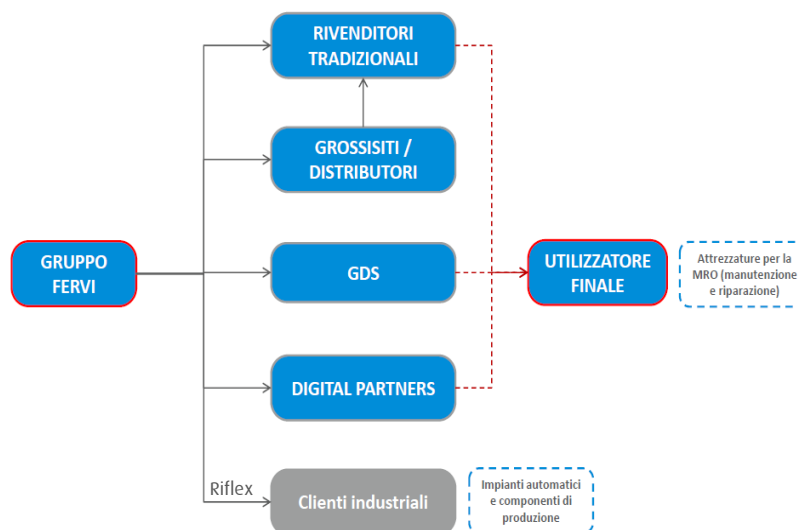 RIVENDITORI
TRADIZIONALI
GROSSISITI /
DISTRIBUTORI
GRUPPO
FERVI
GDS
UTILIZZATORE
FINALE
Attrezzature per la
MRO (manutenzione
e riparazione)
DIGITAL PARTNERS
Riflex
Clienti industriali
Impianti automatici
e componenti di
produzione